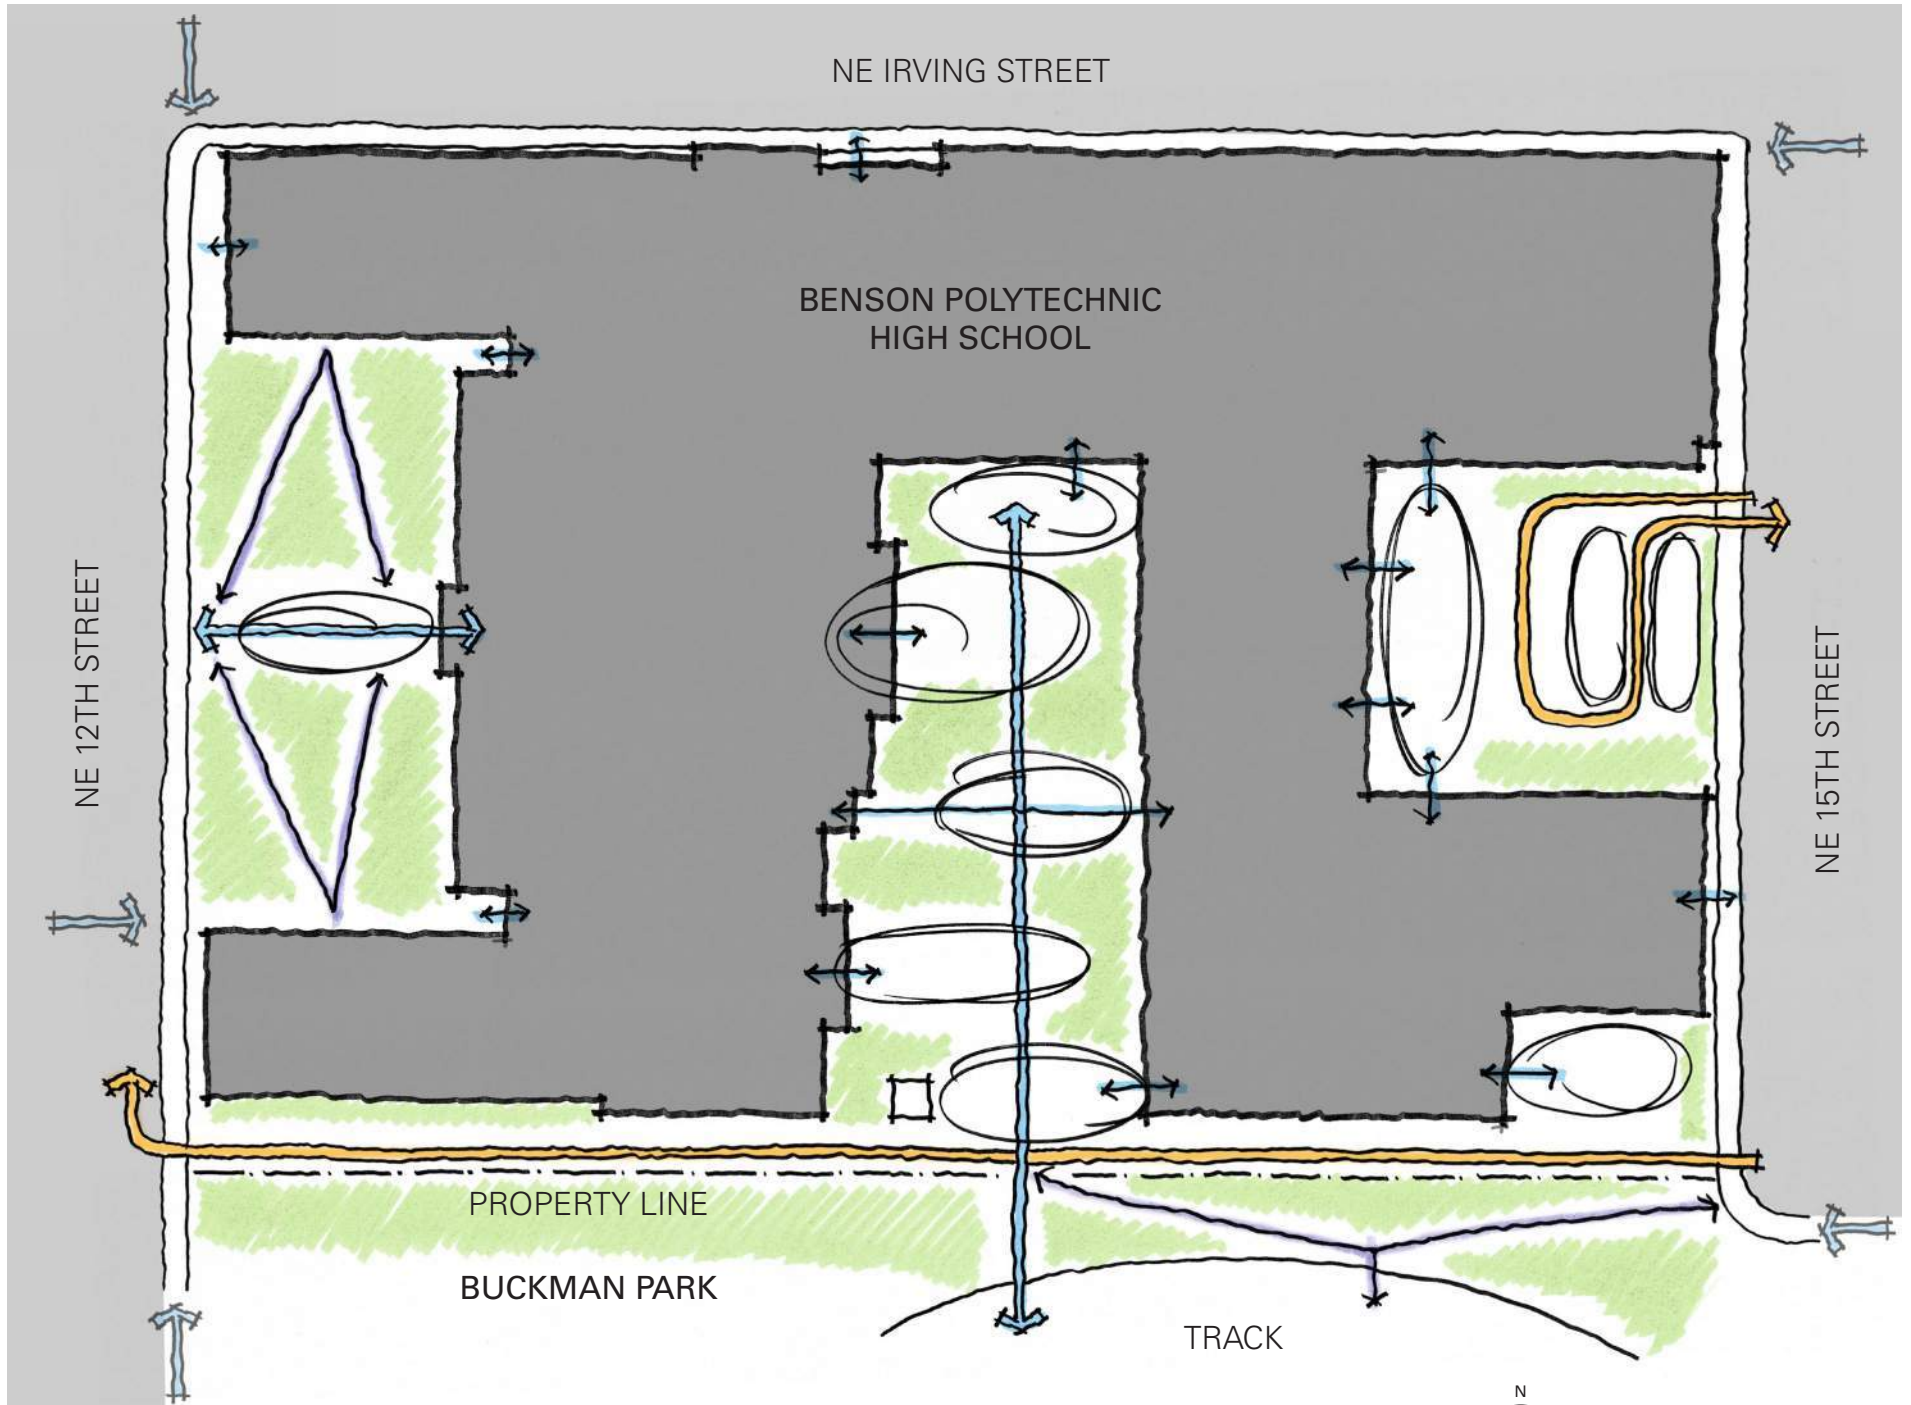 NE IRVING STREET
BENSON POLYTECHNIC
HIGH SCHOOL
NE 12TH STREET
NE 15TH STREET
PROPERTY LINE
BUCKMAN PARK
TRACK
N